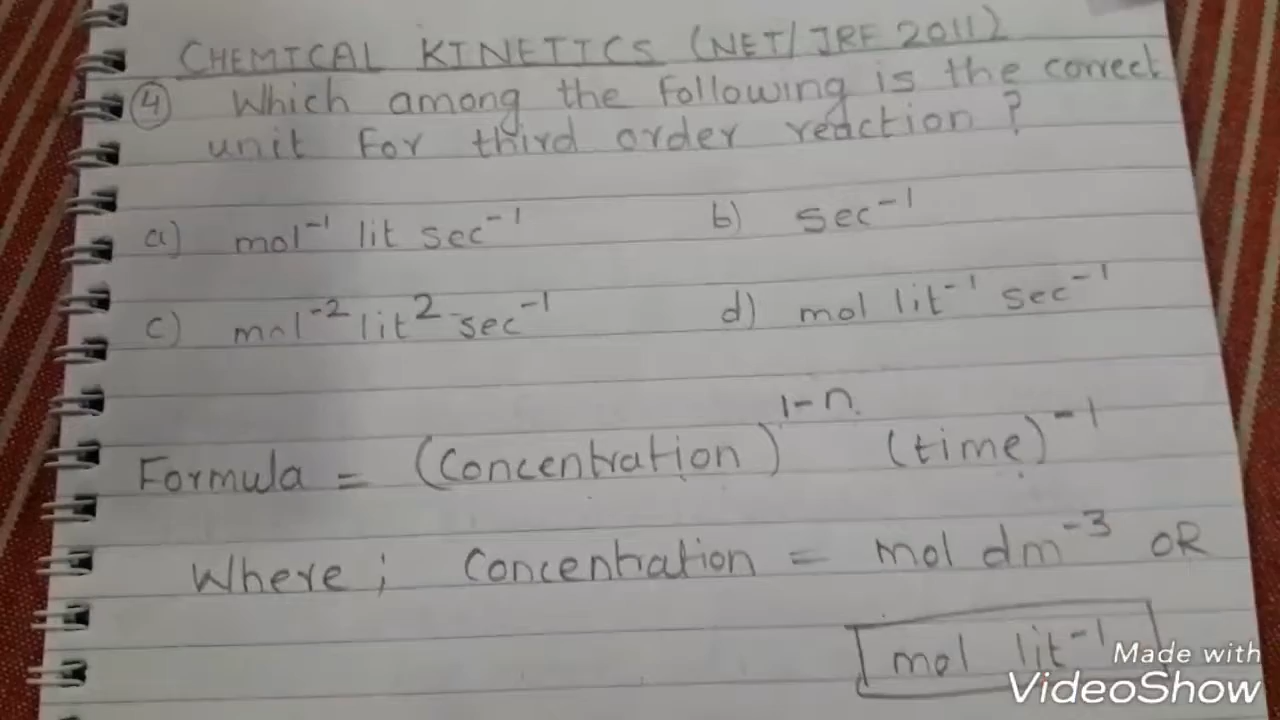 CHEMICAL KINETICS (NET/JRF 2011)
④ Which among the following is the correct
unit For third order reaction ?
a) mol⁻¹ lit sec⁻¹ b) sec⁻¹
c) mol⁻² lit² sec⁻¹ d) mol lit⁻¹ sec⁻¹
Formula = (Concentration)¹⁻ⁿ (time)⁻¹
Where; Concentration = mol dm⁻³ OR
mol lit⁻¹
Made with
VideoShow